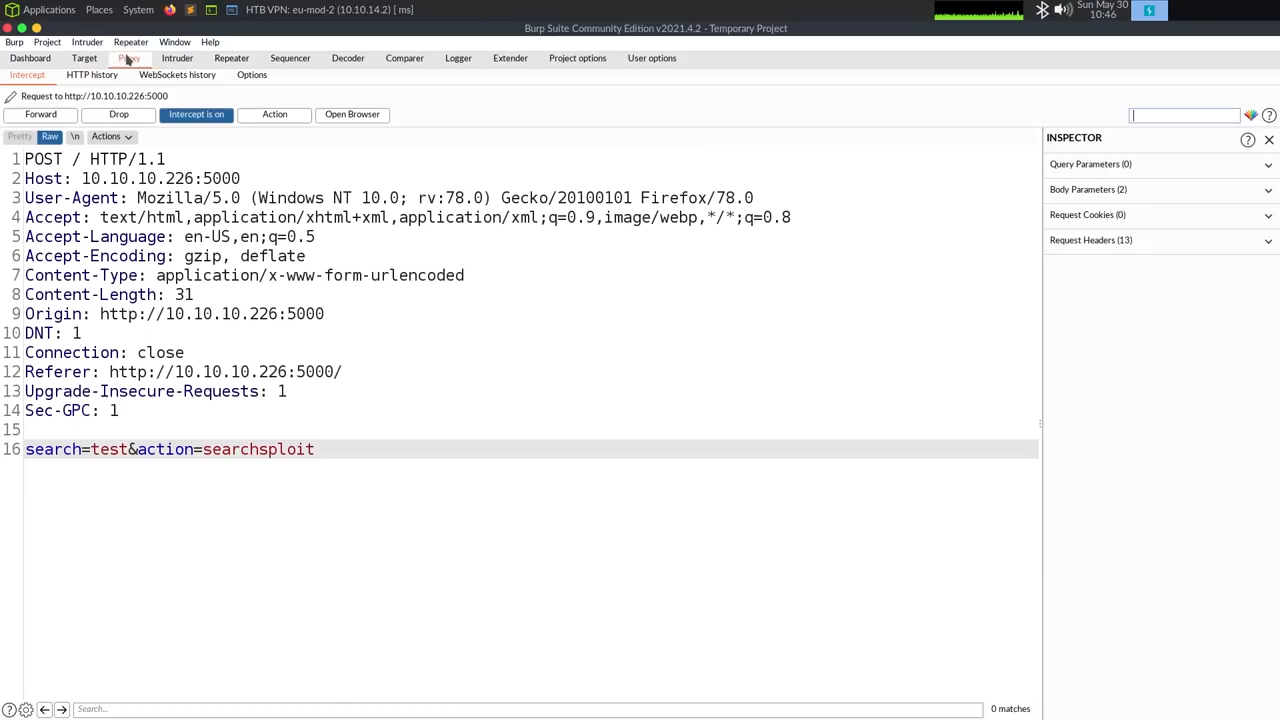 Applications Places System HTB VPN: eu-mod-2 (10.10.14.2) [ ms] Sun May 30
10:46
Burp Suite Community Edition v2021.4.2 - Temporary Project
Burp Project Intruder Repeater Window Help
Dashboard Target Proxy Intruder Repeater Sequencer Decoder Comparer Logger Extender Project options User options
Intercept HTTP history WebSockets history Options
Request to http://10.10.10.226:5000
Forward Drop Intercept is on Action Open Browser
Pretty Raw \n Actions
INSPECTOR
Query Parameters (0)
Body Parameters (2)
Request Cookies (0)
Request Headers (13)
1 POST / HTTP/1.1
2 Host: 10.10.10.226:5000
3 User-Agent: Mozilla/5.0 (Windows NT 10.0; rv:78.0) Gecko/20100101 Firefox/78.0
4 Accept: text/html,application/xhtml+xml,application/xml;q=0.9,image/webp,*/*;q=0.8
5 Accept-Language: en-US,en;q=0.5
6 Accept-Encoding: gzip, deflate
7 Content-Type: application/x-www-form-urlencoded
8 Content-Length: 31
9 Origin: http://10.10.10.226:5000
10 DNT: 1
11 Connection: close
12 Referer: http://10.10.10.226:5000/
13 Upgrade-Insecure-Requests: 1
14 Sec-GPC: 1
15
16 search=test&action=searchsploit
Search... 0 matches